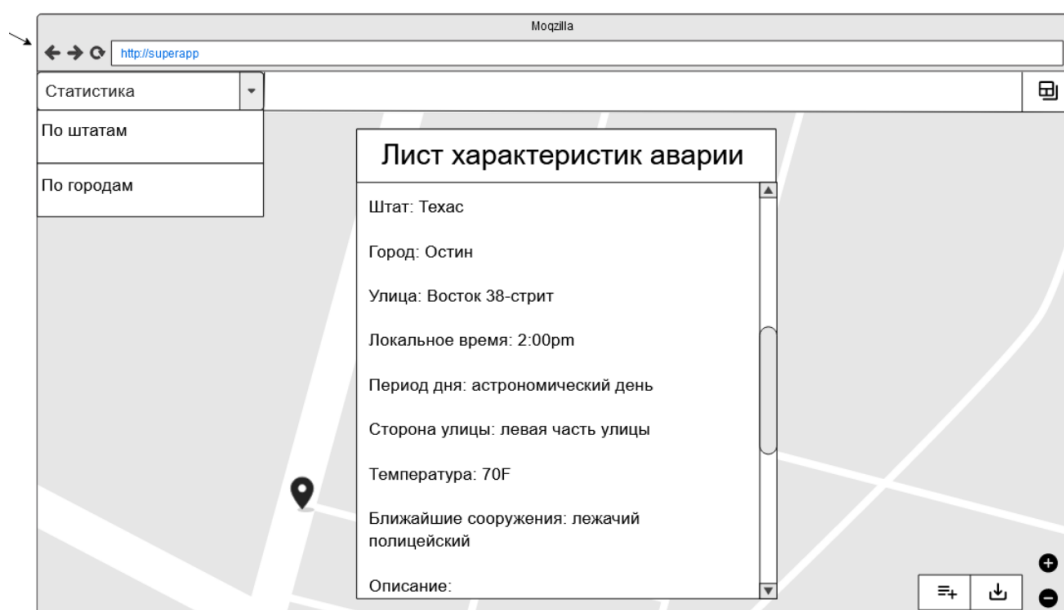 Moqzilla
http://superapp
Статистика
По штатам
По городам
Лист характеристик аварии
Штат: Техас
Город: Остин
Улица: Восток 38-стрит
Локальное время: 2:00pm
Период дня: астрономический день
Сторона улицы: левая часть улицы
Температура: 70F
Ближайшие сооружения: лежачий
полицейский
Описание: